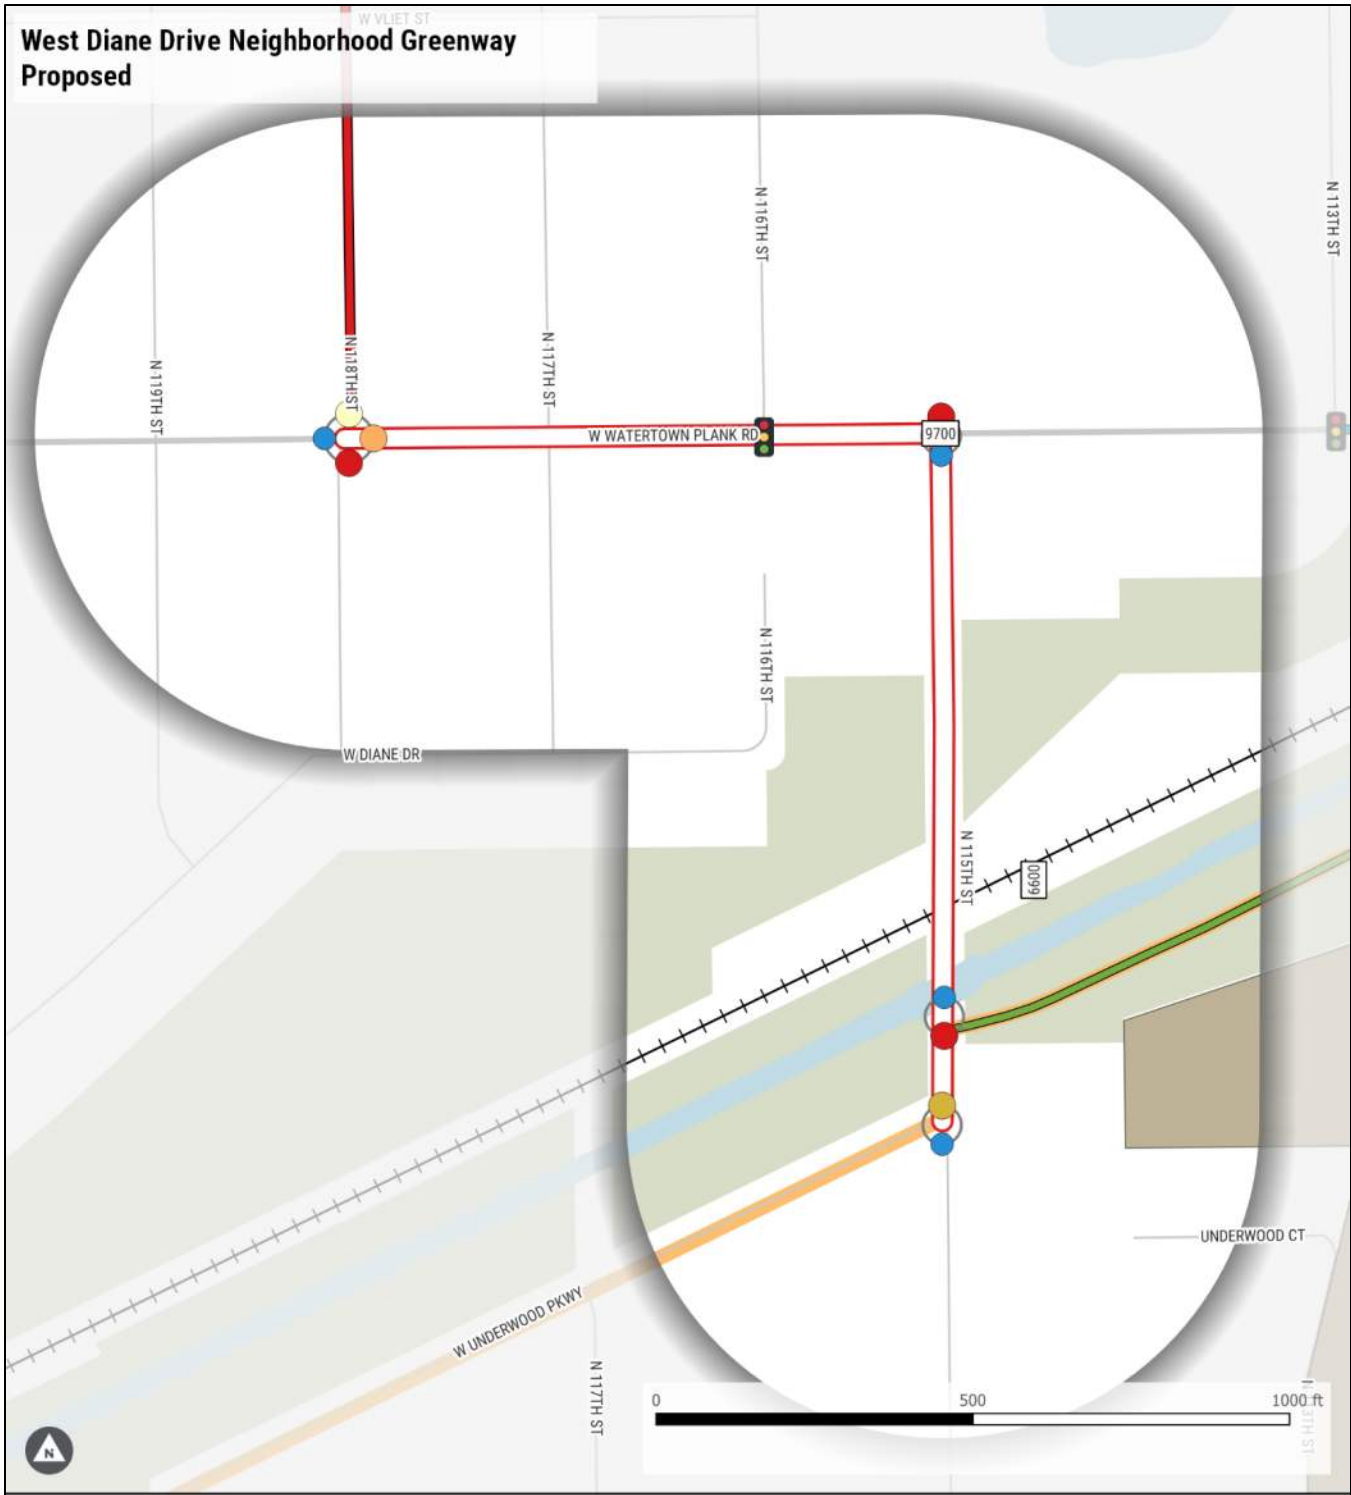 W VLIET ST
West Diane Drive Neighborhood Greenway
Proposed
N 116TH ST
N 113TH ST
N 119TH ST
N 118TH ST
N 117TH ST
W WATERTOWN PLANK RD
9700
N 116TH ST
W DIANE DR
N 115TH ST
6600
UNDERWOOD CT
W UNDERWOOD PKWY
N 117TH ST
N 113TH ST
0
500
1000 ft
N